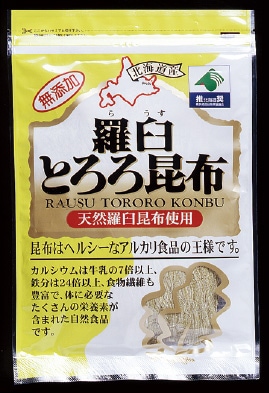 無添加
北海道産
推奨
らうす
羅臼
とろろ昆布
RAUSU TORORO KONBU
天然羅臼昆布使用
昆布はヘルシーなアルカリ食品の王様です。
カルシウムは牛乳の7倍以上、
鉄分は24倍以上、食物繊維も
豊富で、体に必要な
たくさんの栄養素が
含まれた自然食品
です。